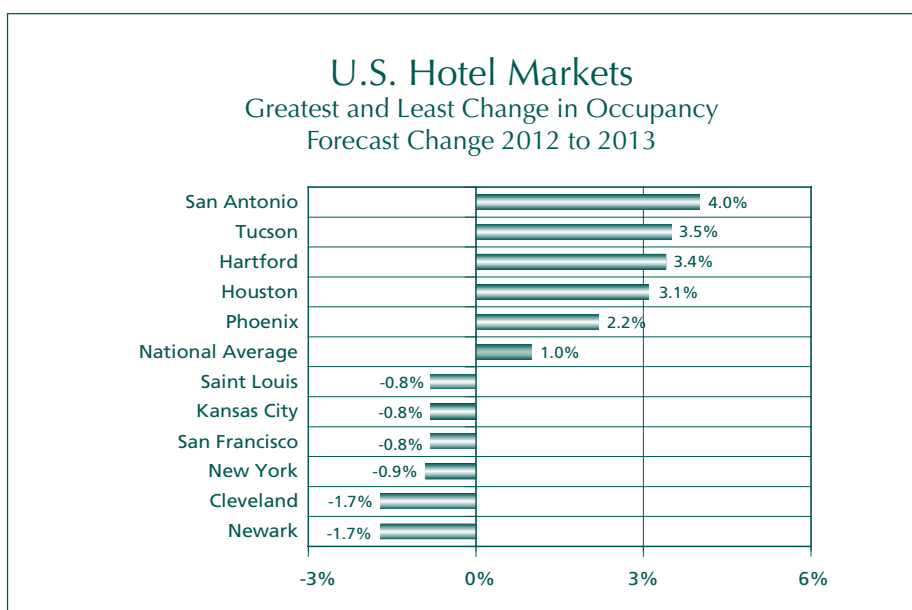 U.S. Hotel Markets
Greatest and Least Change in Occupancy
Forecast Change 2012 to 2013
San Antonio 4.0%
Tucson 3.5%
Hartford 3.4%
Houston 3.1%
Phoenix 2.2%
National Average 1.0%
Saint Louis -0.8%
Kansas City -0.8%
San Francisco -0.8%
New York -0.9%
Cleveland -1.7%
Newark -1.7%
-3% 0% 3% 6%